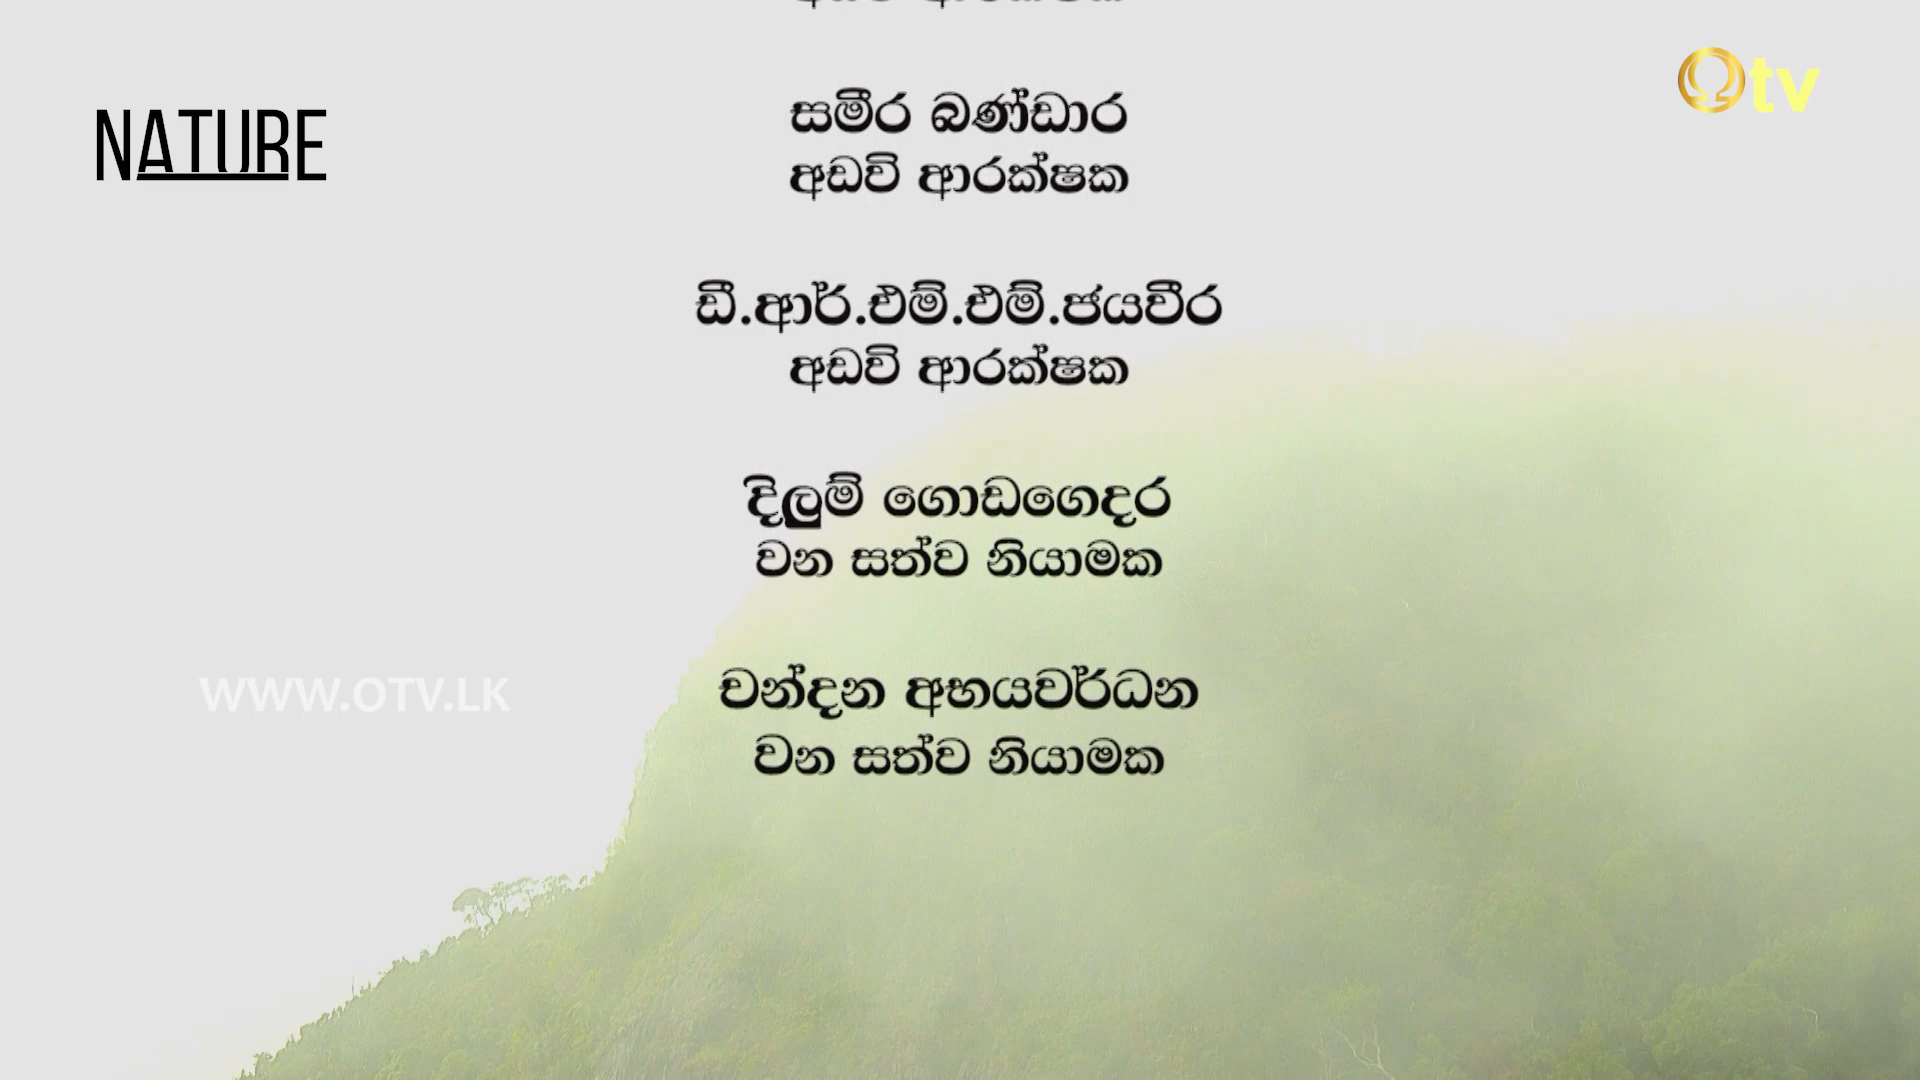 සමීර බණ්ඩාර
අඩවි ආරක්ෂක
NATURE
Ωtv
ඩී.ආර්.එම්.එම්.ජයවීර
අඩවි ආරක්ෂක
දිලුම් ගොඩගෙදර
වන සත්ව නියාමක
චන්දන අභයවර්ධන
WWW.OTV.LK
වන සත්ව නියාමක